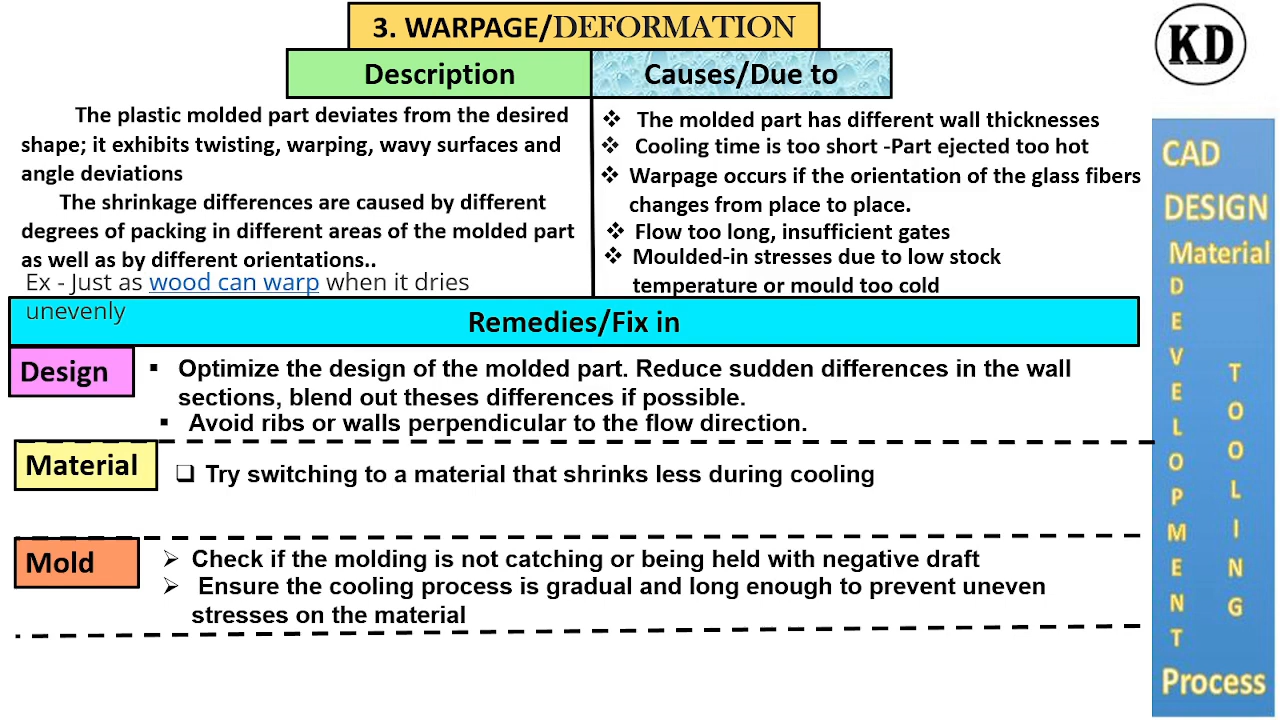 3. WARPAGE/DEFORMATION
KD
Description
Causes/Due to
The plastic molded part deviates from the desired
shape; it exhibits twisting, warping, wavy surfaces and
angle deviations
The shrinkage differences are caused by different
degrees of packing in different areas of the molded part
as well as by different orientations..
Ex - Just as wood can warp when it dries
unevenly
❖ The molded part has different wall thicknesses
❖ Cooling time is too short -Part ejected too hot
❖ Warpage occurs if the orientation of the glass fibers
changes from place to place.
❖ Flow too long, insufficient gates
❖ Moulded-in stresses due to low stock
temperature or mould too cold
Remedies/Fix in
Design
▪ Optimize the design of the molded part. Reduce sudden differences in the wall
sections, blend out theses differences if possible.
▪ Avoid ribs or walls perpendicular to the flow direction.
Material
❑ Try switching to a material that shrinks less during cooling
Mold
➢ Check if the molding is not catching or being held with negative draft
➢ Ensure the cooling process is gradual and long enough to prevent uneven
stresses on the material
CAD
DESIGN
Material
DEVELOPMENT
TOOLING
Process